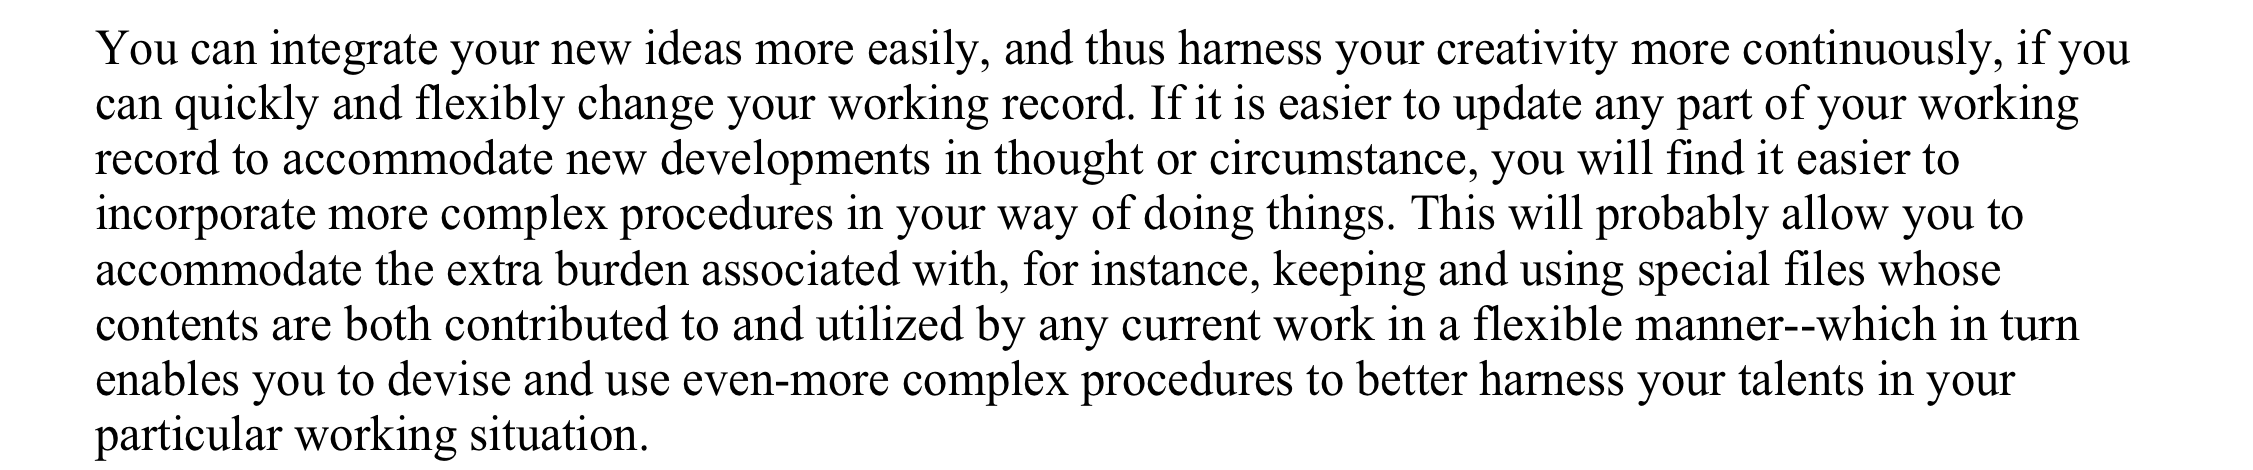 You can integrate your new ideas more easily, and thus harness your creativity more continuously, if you
can quickly and flexibly change your working record. If it is easier to update any part of your working
record to accommodate new developments in thought or circumstance, you will find it easier to
incorporate more complex procedures in your way of doing things. This will probably allow you to
accommodate the extra burden associated with, for instance, keeping and using special files whose
contents are both contributed to and utilized by any current work in a flexible manner--which in turn
enables you to devise and use even-more complex procedures to better harness your talents in your
particular working situation.